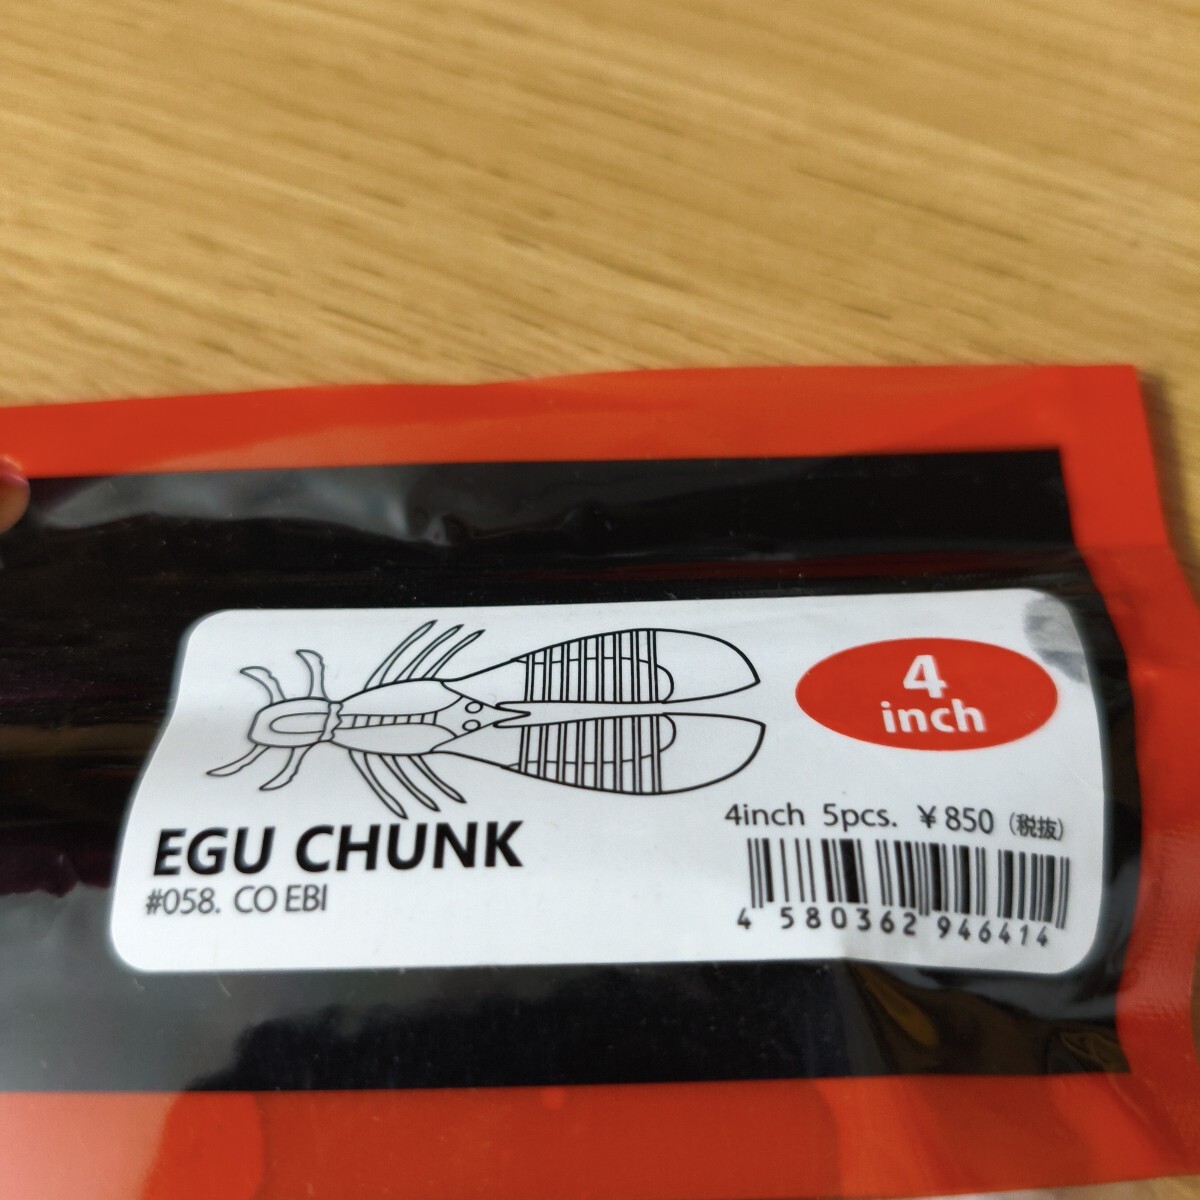 4
inch
4inch 5pcs. ¥850 (税抜)
EGU CHUNK
#058. CO EBI
4 580362 946414